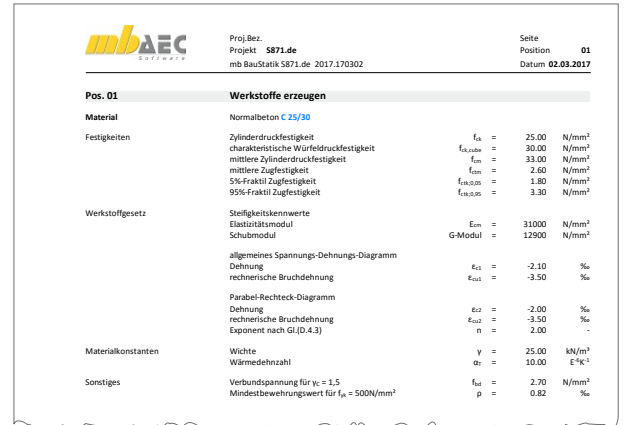 mb AEC
Software
Proj.Bez.
Projekt S871.de
mb BauStatik S871.de 2017.170302
Seite
Position 01
Datum 02.03.2017
Pos. 01 Werkstoffe erzeugen
Material Normalbeton C 25/30
Festigkeiten Zylinderdruckfestigkeit fck = 25.00 N/mm²
charakteristische Würfeldruckfestigkeit fck,cube = 30.00 N/mm²
mittlere Zylinderdruckfestigkeit fcm = 33.00 N/mm²
mittlere Zugfestigkeit fctm = 2.60 N/mm²
5%-Fraktil Zugfestigkeit fctk;0,05 = 1.80 N/mm²
95%-Fraktil Zugfestigkeit fctk;0,95 = 3.30 N/mm²
Werkstoffgesetz Steifigkeitskennwerte
Elastizitätsmodul Ecm = 31000 N/mm²
Schubmodul G-Modul = 12900 N/mm²
allgemeines Spannungs-Dehnungs-Diagramm
Dehnung εc1 = -2.10 ‰
rechnerische Bruchdehnung εcu1 = -3.50 ‰
Parabel-Rechteck-Diagramm
Dehnung εc2 = -2.00 ‰
rechnerische Bruchdehnung εcu2 = -3.50 ‰
Exponent nach Gl.(D.4.3) n = 2.00 -
Materialkonstanten Wichte γ = 25.00 kN/m³
Wärmedehnzahl αT = 10.00 E⁻⁶K⁻¹
Sonstiges Verbundspannung für γC = 1,5 fbd = 2.70 N/mm²
Mindestbewehrungswert für fyk = 500N/mm² ρ = 0.82 ‰